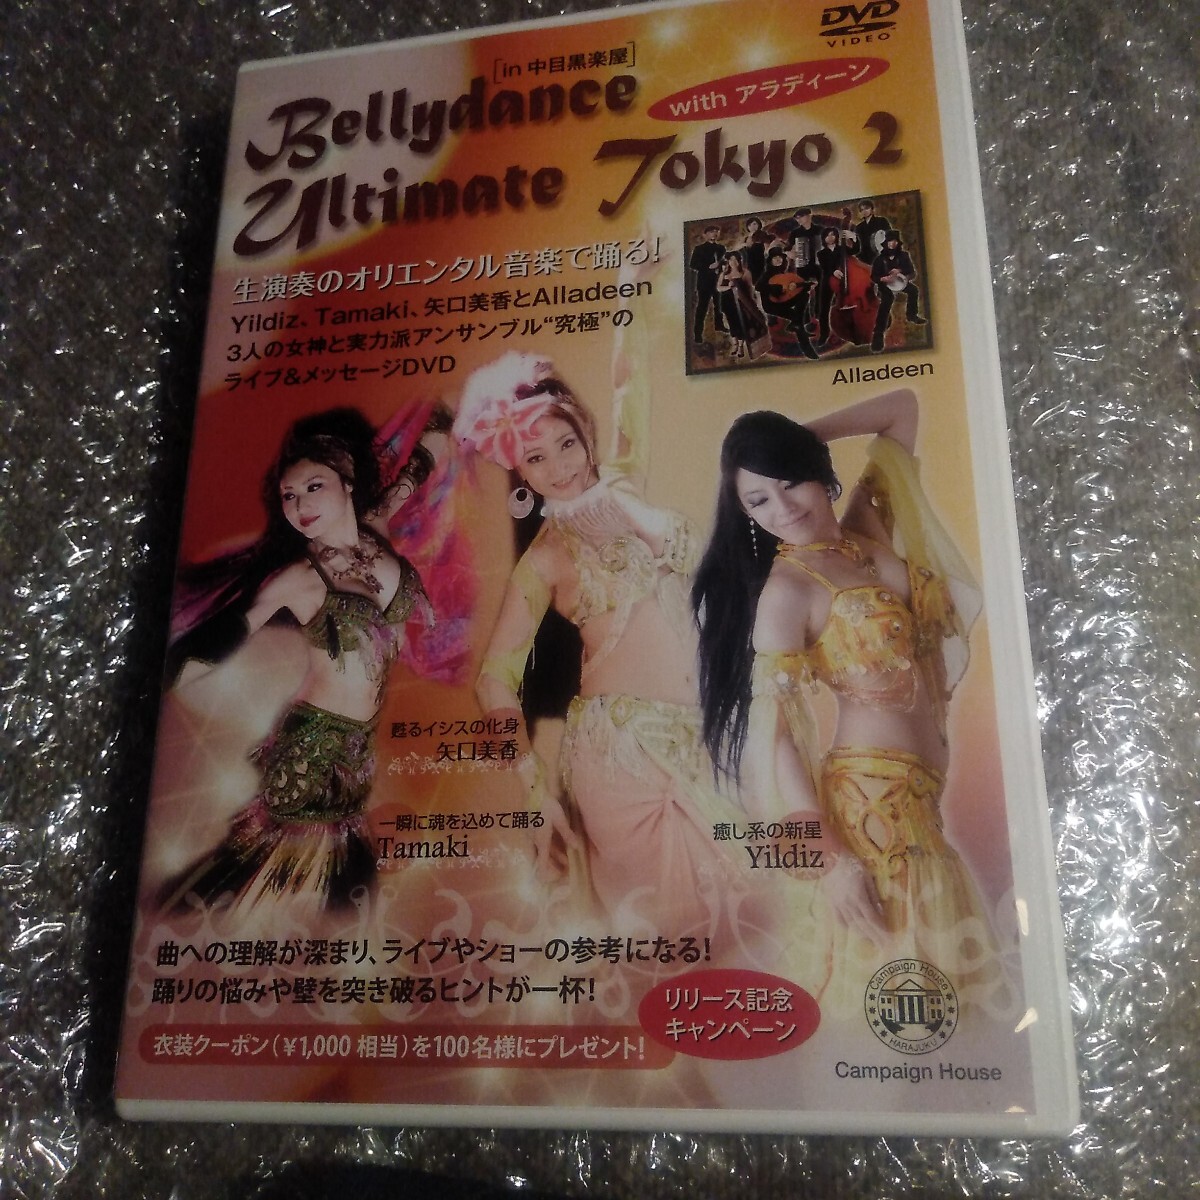 DVD
VIDEO
[in 中目黒楽屋]
Bellydance
with アラディーン
Ultimate Tokyo 2
生演奏のオリエンタル音楽で踊る!
Yildiz、Tamaki、矢口美香とAlladeen
3人の女神と実力派アンサンブル“究極”の
ライブ&メッセージDVD
Alladeen
甦るイシスの化身
矢口美香
一瞬に魂を込めて踊る
Tamaki
癒し系の新星
Yildiz
曲への理解が深まり、ライブやショーの参考になる!
踊りの悩みや壁を突き破るヒントが一杯!
リリース記念
キャンペーン
衣装クーポン(¥1,000 相当)を100名様にプレゼント!
Campaign House
HARAJUKU
Campaign House